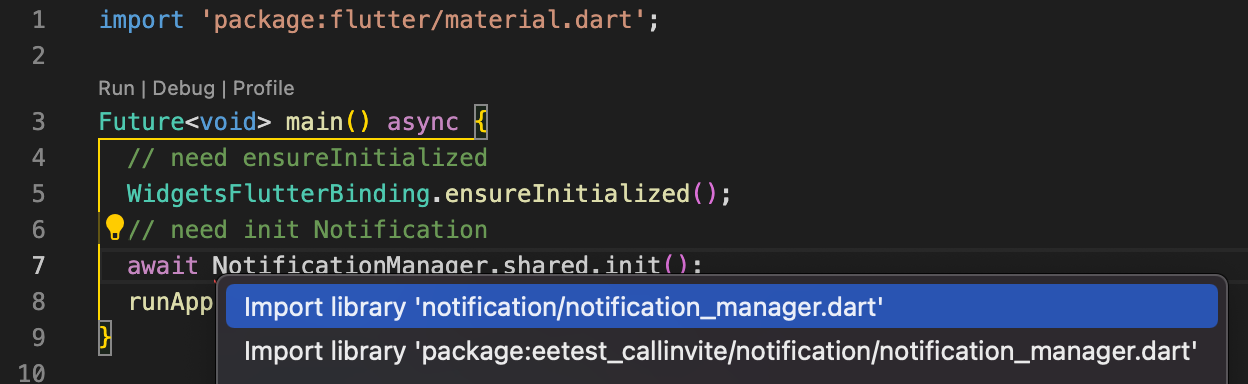 1 import 'package:flutter/material.dart';
2
Run | Debug | Profile
3 Future<void> main() async {
4 // need ensureInitialized
5 WidgetsFlutterBinding.ensureInitialized();
6 // need init Notification
7 await NotificationManager.shared.init();
8 runApp
Import library 'notification/notification_manager.dart'
9 }
Import library 'package:eetest_callinvite/notification/notification_manager.dart'
10